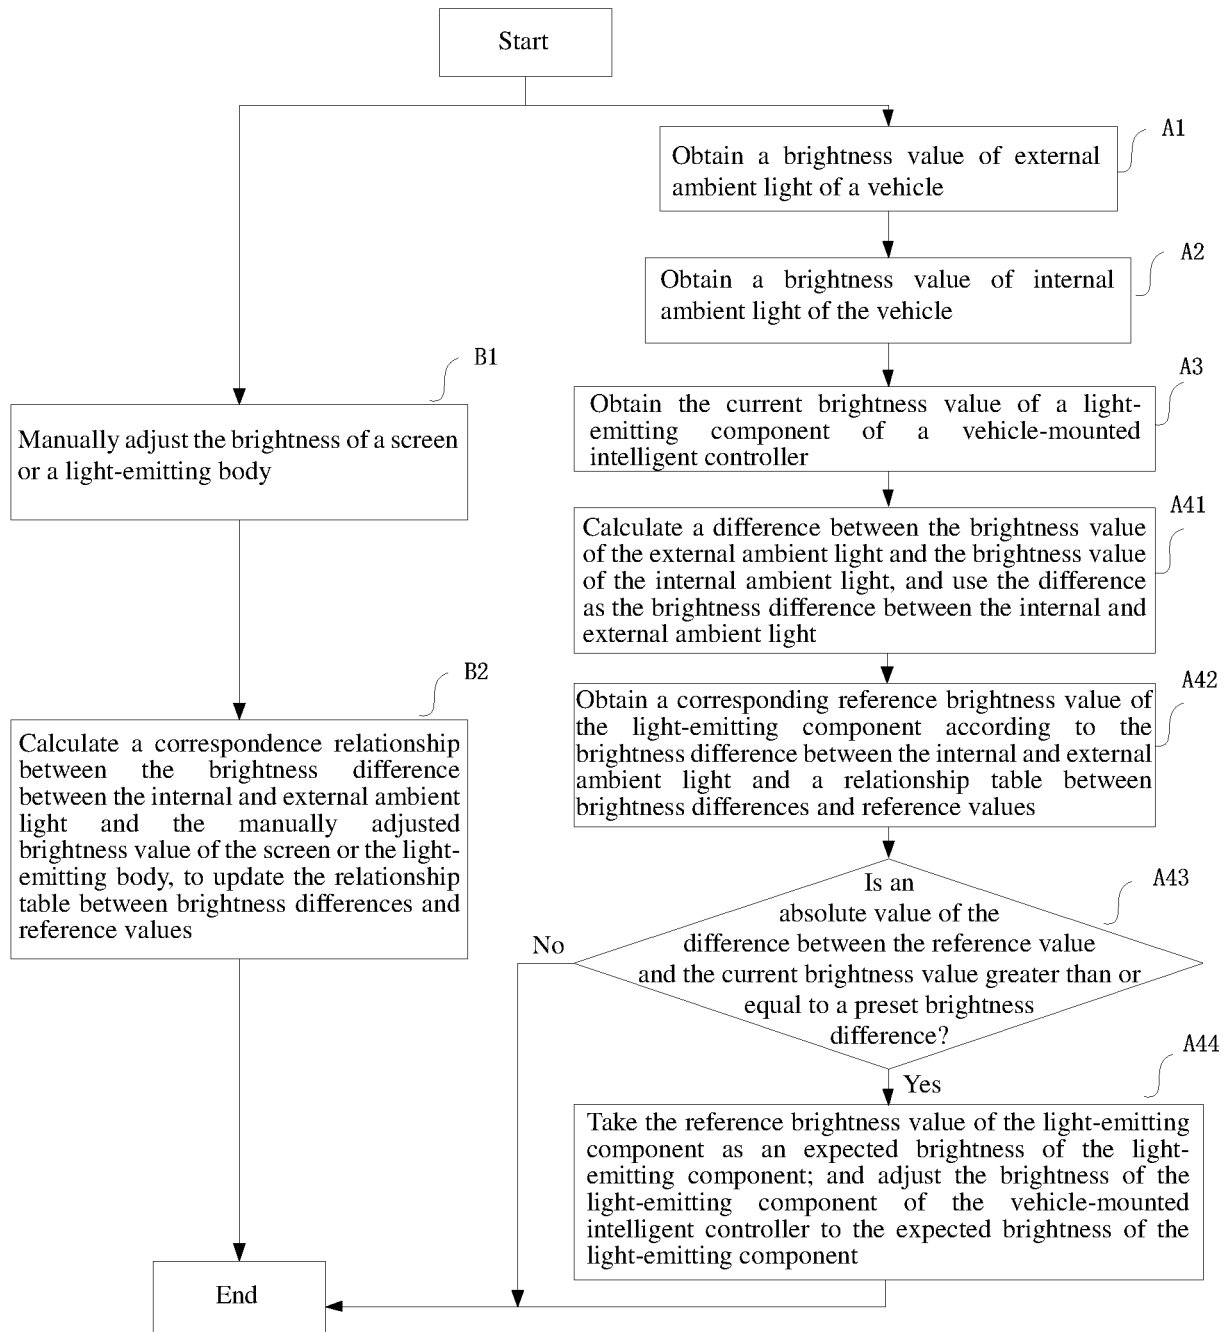 Start
A1
Obtain a brightness value of external
ambient light of a vehicle
A2
Obtain a brightness value of internal
ambient light of the vehicle
A3
Obtain the current brightness value of a light-
emitting component of a vehicle-mounted
intelligent controller
A41
Calculate a difference between the brightness value
of the external ambient light and the brightness value
of the internal ambient light, and use the difference
as the brightness difference between the internal and
external ambient light
A42
Obtain a corresponding reference brightness value of
the light-emitting component according to the
brightness difference between the internal and external
ambient light and a relationship table between
brightness differences and reference values
A43
Is an
absolute value of the
difference between the reference value
and the current brightness value greater than or
equal to a preset brightness
difference?
No
Yes
A44
Take the reference brightness value of the light-emitting
component as an expected brightness of the light-
emitting component; and adjust the brightness of the
light-emitting component of the vehicle-mounted
intelligent controller to the expected brightness of the
light-emitting component
B1
Manually adjust the brightness of a screen
or a light-emitting body
B2
Calculate a correspondence relationship
between the brightness difference
between the internal and external ambient
light and the manually adjusted
brightness value of the screen or the light-
emitting body, to update the relationship
table between brightness differences and
reference values
End